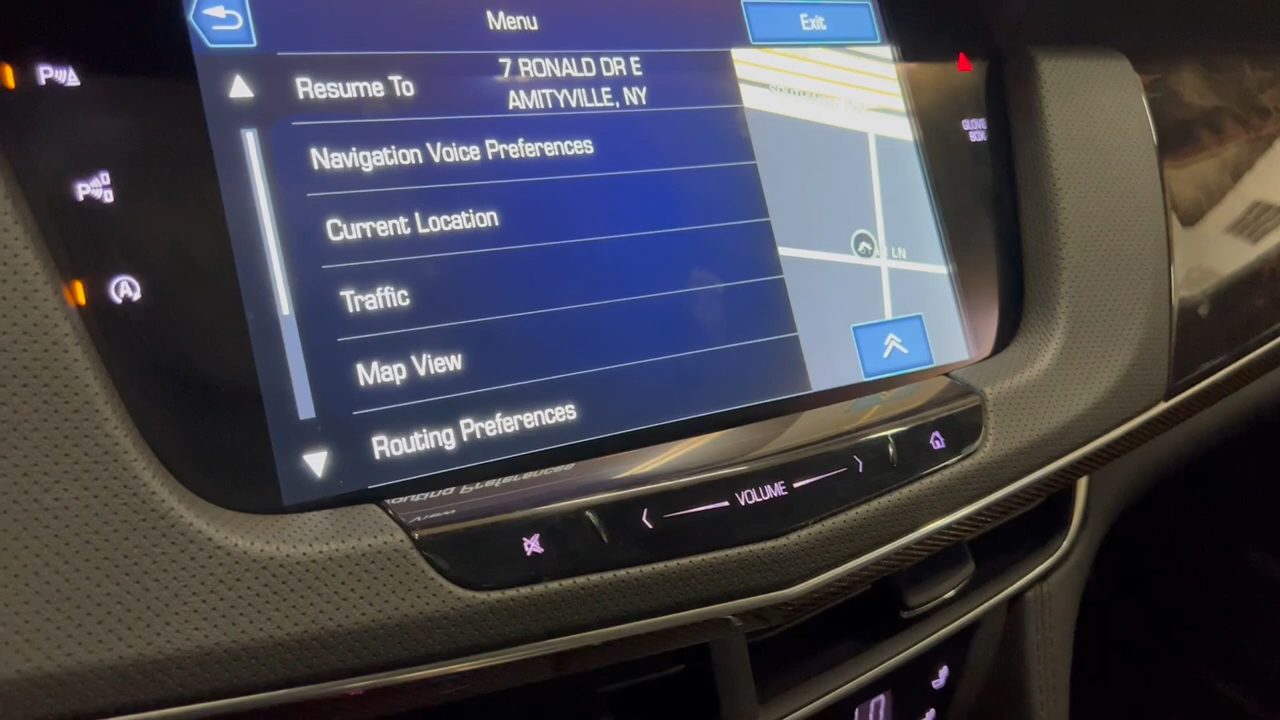 Menu
Exit
Resume To
7 RONALD DR E
AMITYVILLE, NY
Navigation Voice Preferences
Current Location
Traffic
Map View
Routing Preferences
LN
GLOVE
BOX
P
P
A
VOLUME